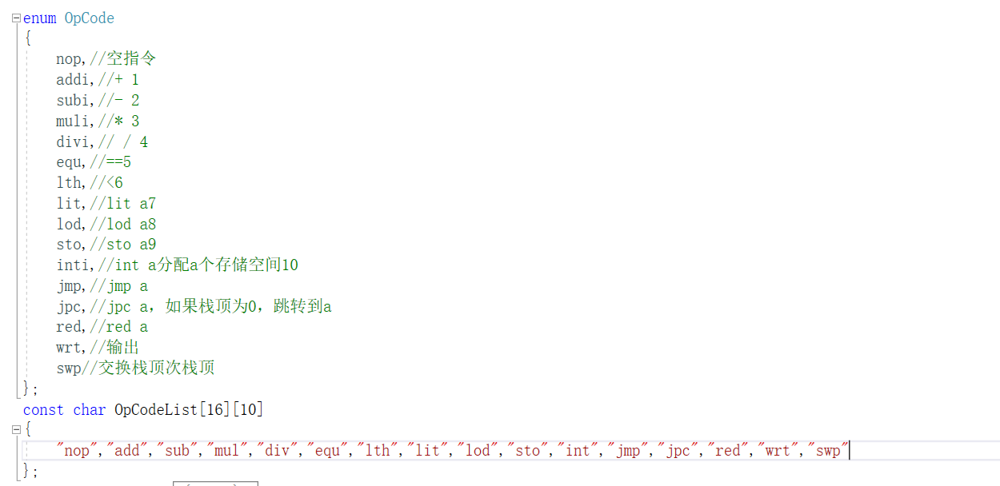 enum OpCode
{
nop,//空指令
addi,//+ 1
subi,//- 2
muli,//* 3
divi,// / 4
equ,//==5
lth,//<6
lit,//lit a7
lod,//lod a8
sto,//sto a9
inti,//int a分配a个存储空间10
jmp,//jmp a
jpc,//jpc a，如果栈顶为0，跳转到a
red,//red a
wrt,//输出
swp//交换栈顶次栈顶
};
const char OpCodeList[16][10]
{
"nop","add","sub","mul","div","equ","lth","lit","lod","sto","int","jmp","jpc","red","wrt","swp"
};